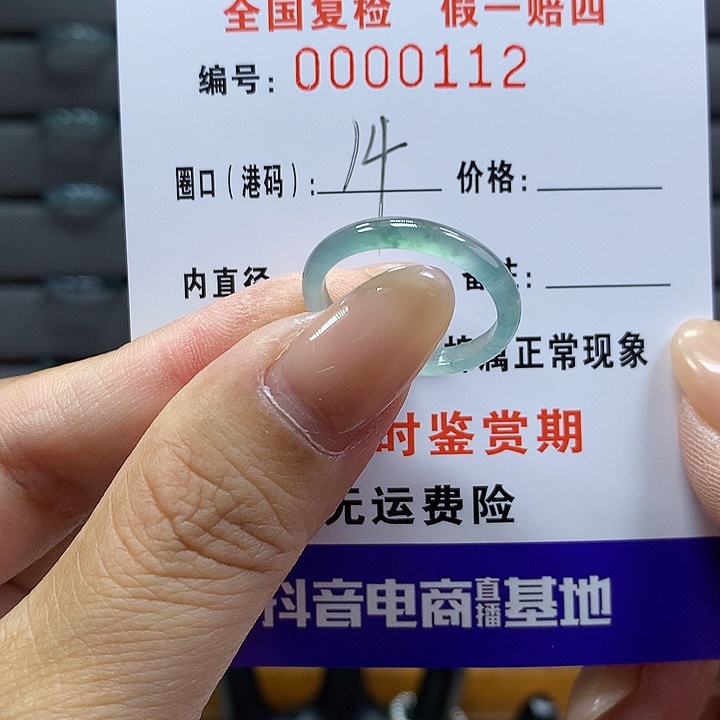 全国复检 假一赔四
编号: 0000112
圈口(港码): 14 价格:
内直径
属正常现象
时鉴赏期
无运费险
抖音电商直播基地